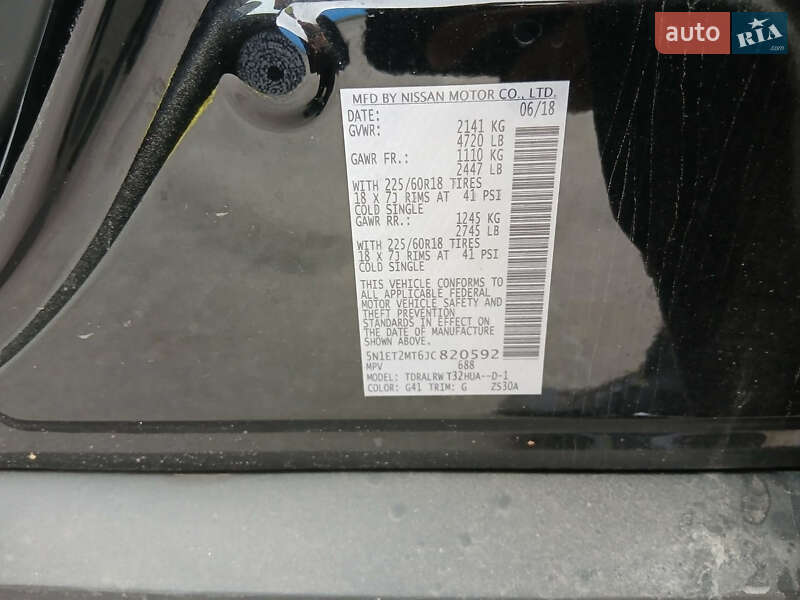 auto RIA.com
MFD BY NISSAN MOTOR CO., LTD.
DATE: 06/18
GVWR: 2141 KG
4720 LB
GAWR FR.: 1110 KG
2447 LB
WITH 225/60R18 TIRES
18 X 7J RIMS AT 41 PSI
COLD SINGLE
GAWR RR.: 1245 KG
2745 LB
WITH 225/60R18 TIRES
18 X 7J RIMS AT 41 PSI
COLD SINGLE
THIS VEHICLE CONFORMS TO
ALL APPLICABLE FEDERAL
MOTOR VEHICLE SAFETY AND
THEFT PREVENTION
STANDARDS IN EFFECT ON
THE DATE OF MANUFACTURE
SHOWN ABOVE.
5N1ET2MT6JC820592
MPV 688
MODEL: TDRALRW T32HUA--D-1
COLOR: G41 TRIM: G ZS30A